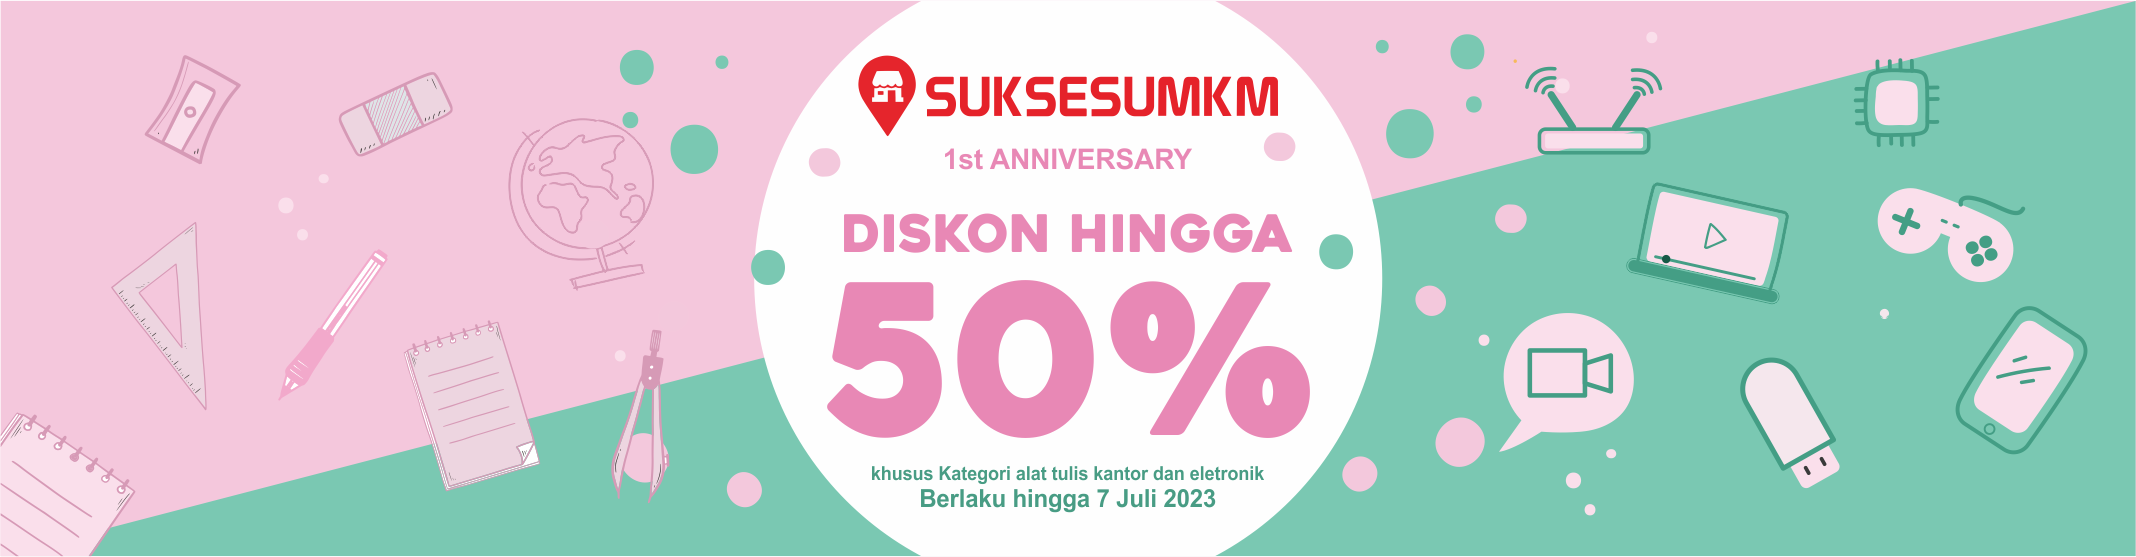 SUKSESUMKM
1st ANNIVERSARY
DISKON HINGGA
50%
khusus Kategori alat tulis kantor dan eletronik
Berlaku hingga 7 Juli 2023